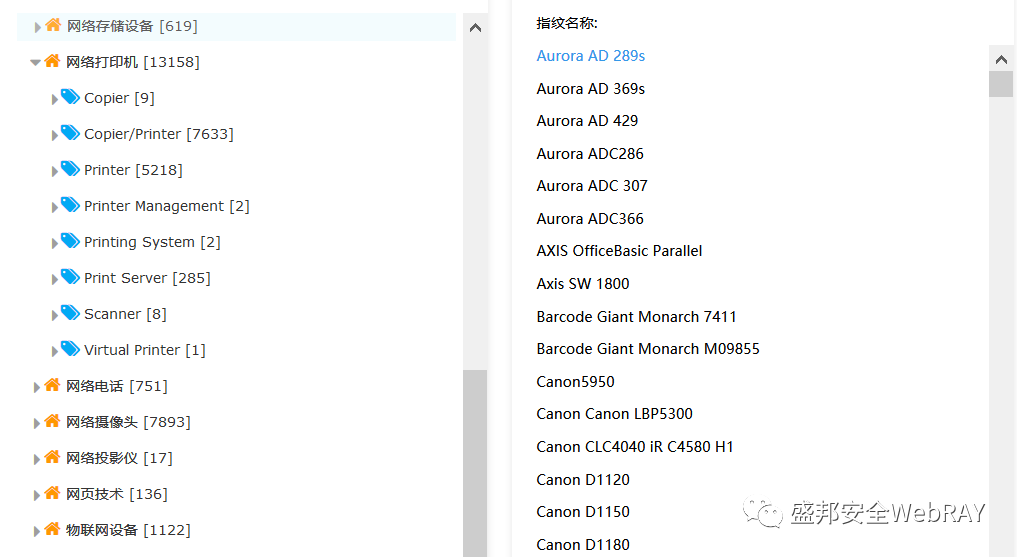 网络存储设备 [619]
网络打印机 [13158]
Copier [9]
Copier/Printer [7633]
Printer [5218]
Printer Management [2]
Printing System [2]
Print Server [285]
Scanner [8]
Virtual Printer [1]
网络电话 [751]
网络摄像头 [7893]
网络投影仪 [17]
网页技术 [136]
物联网设备 [1122]
指纹名称:
Aurora AD 289s
Aurora AD 369s
Aurora AD 429
Aurora ADC286
Aurora ADC 307
Aurora ADC366
AXIS OfficeBasic Parallel
Axis SW 1800
Barcode Giant Monarch 7411
Barcode Giant Monarch M09855
Canon5950
Canon Canon LBP5300
Canon CLC4040 iR C4580 H1
Canon D1120
Canon D1150
Canon D1180
盛邦安全WebRAY